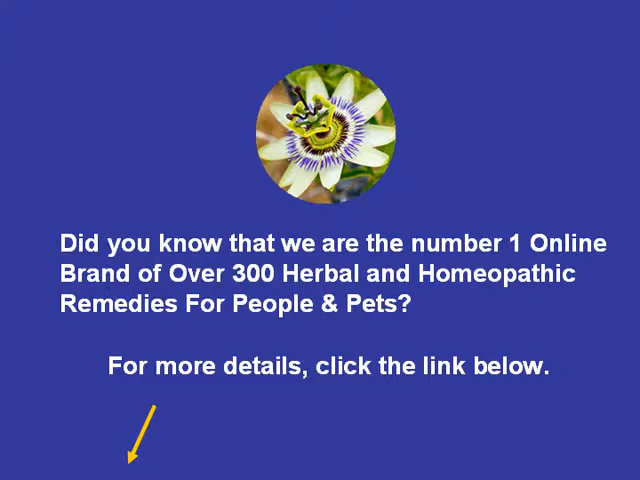 Did you know that we are the number 1 Online
Brand of Over 300 Herbal and Homeopathic
Remedies For People & Pets?
For more details, click the link below.